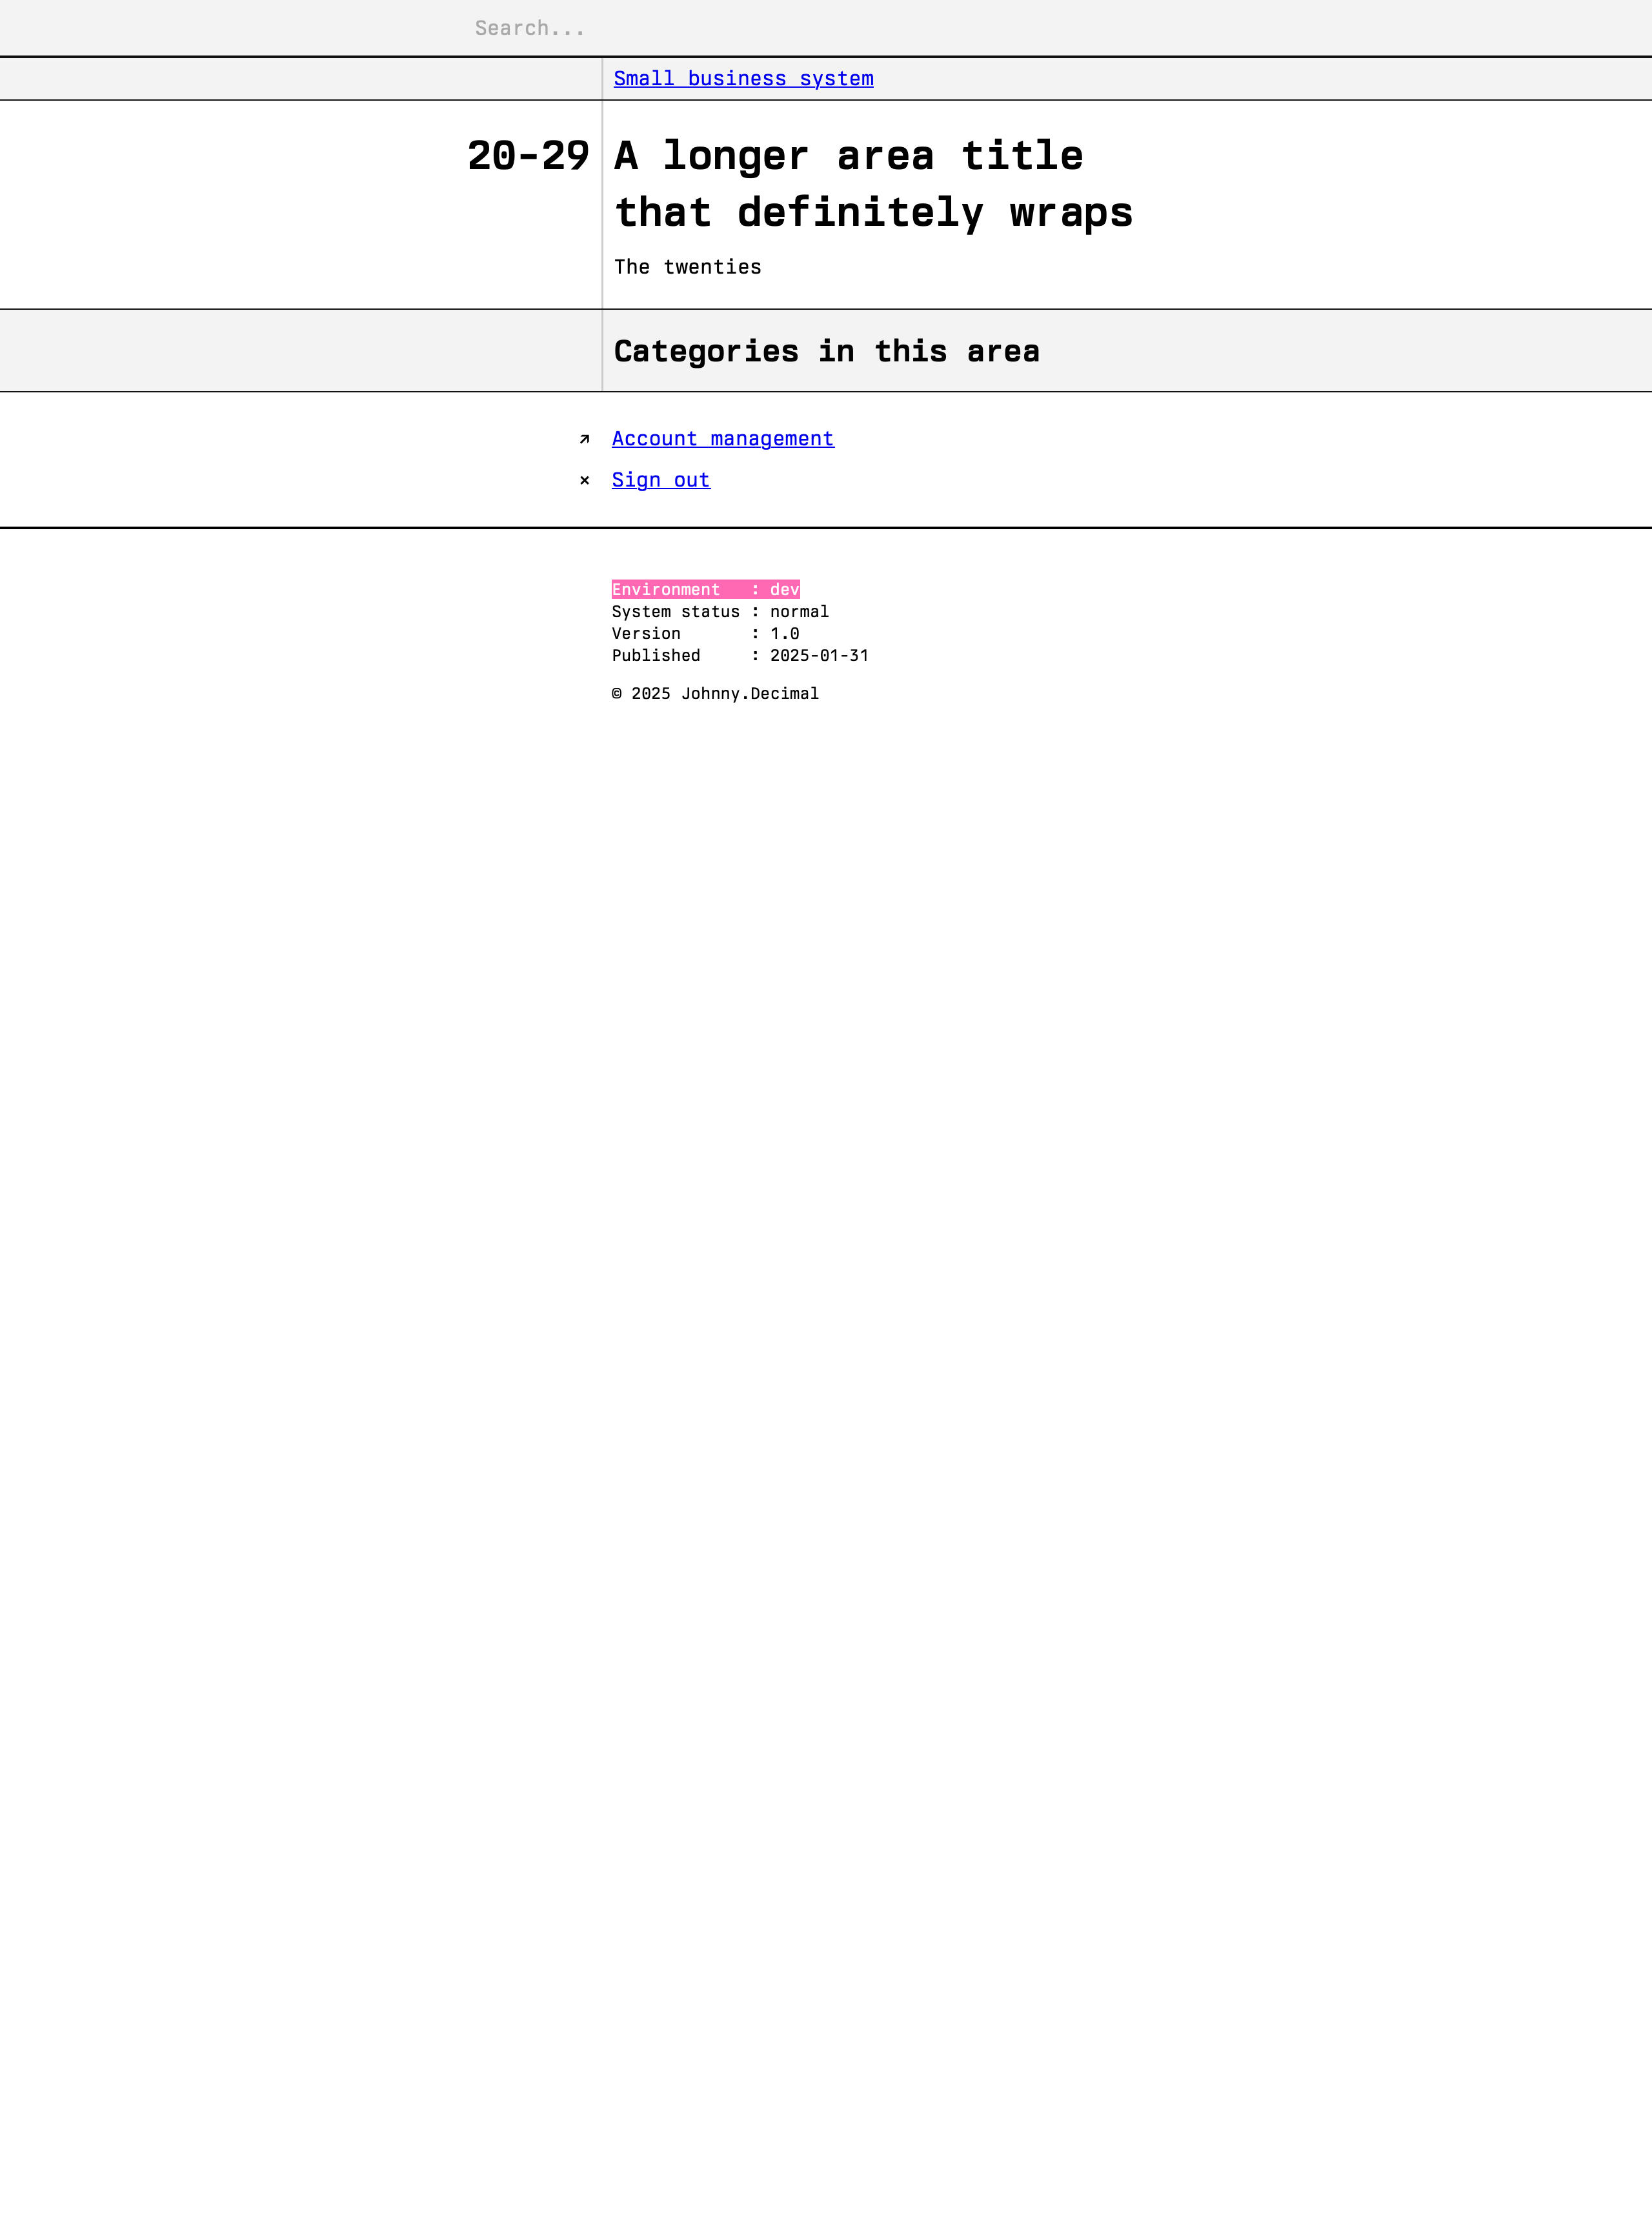 Search...
Small business system
20-29 A longer area title
that definitely wraps
The twenties
Categories in this area
↗ Account management
× Sign out
Environment   : dev
System status : normal
Version       : 1.0
Published     : 2025-01-31
© 2025 Johnny.Decimal